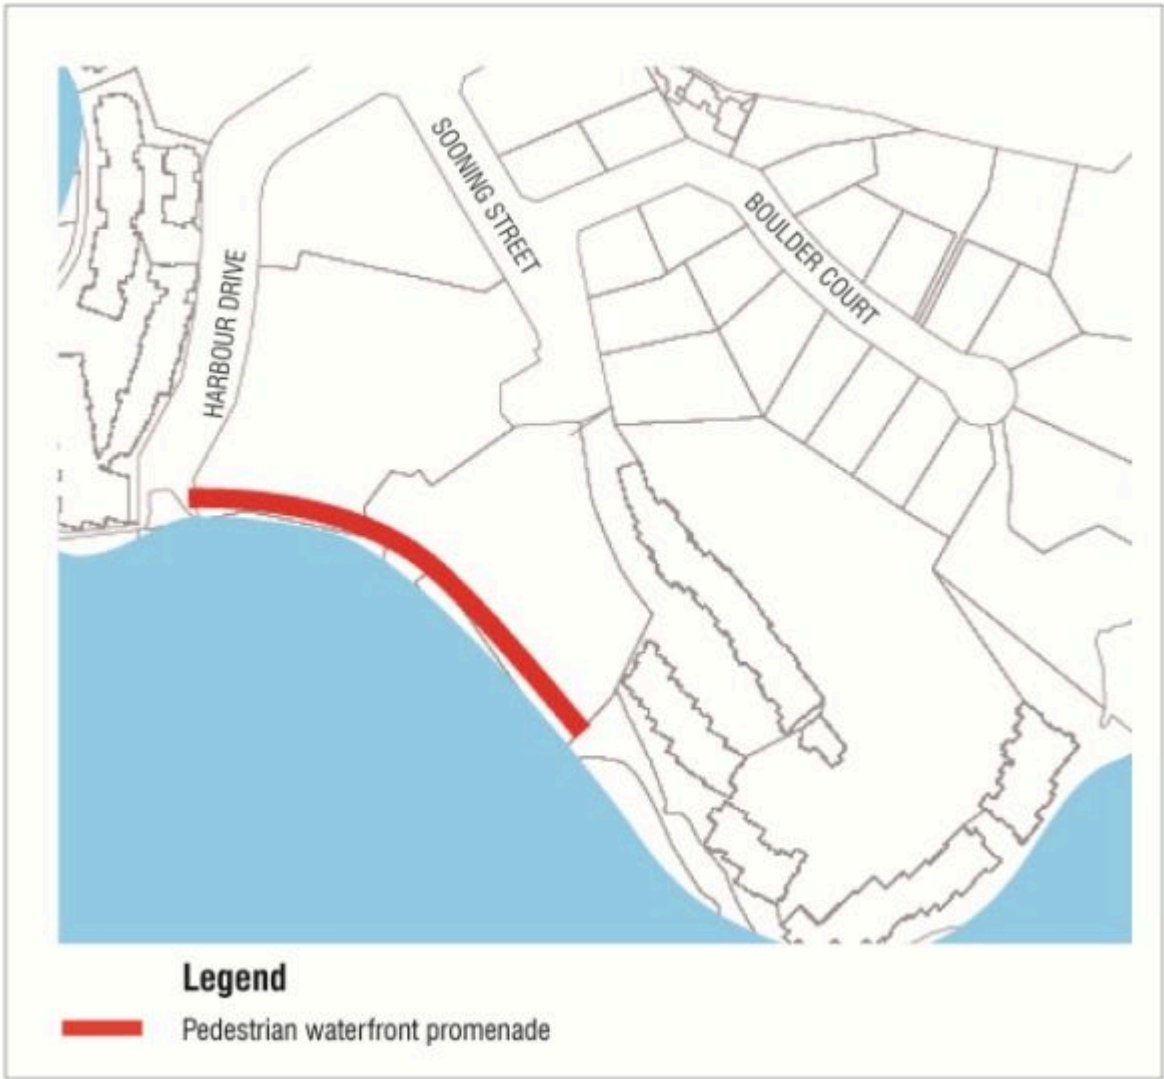 SOONING STREET
BOULDER COURT
HARBOUR DRIVE
Legend
Pedestrian waterfront promenade